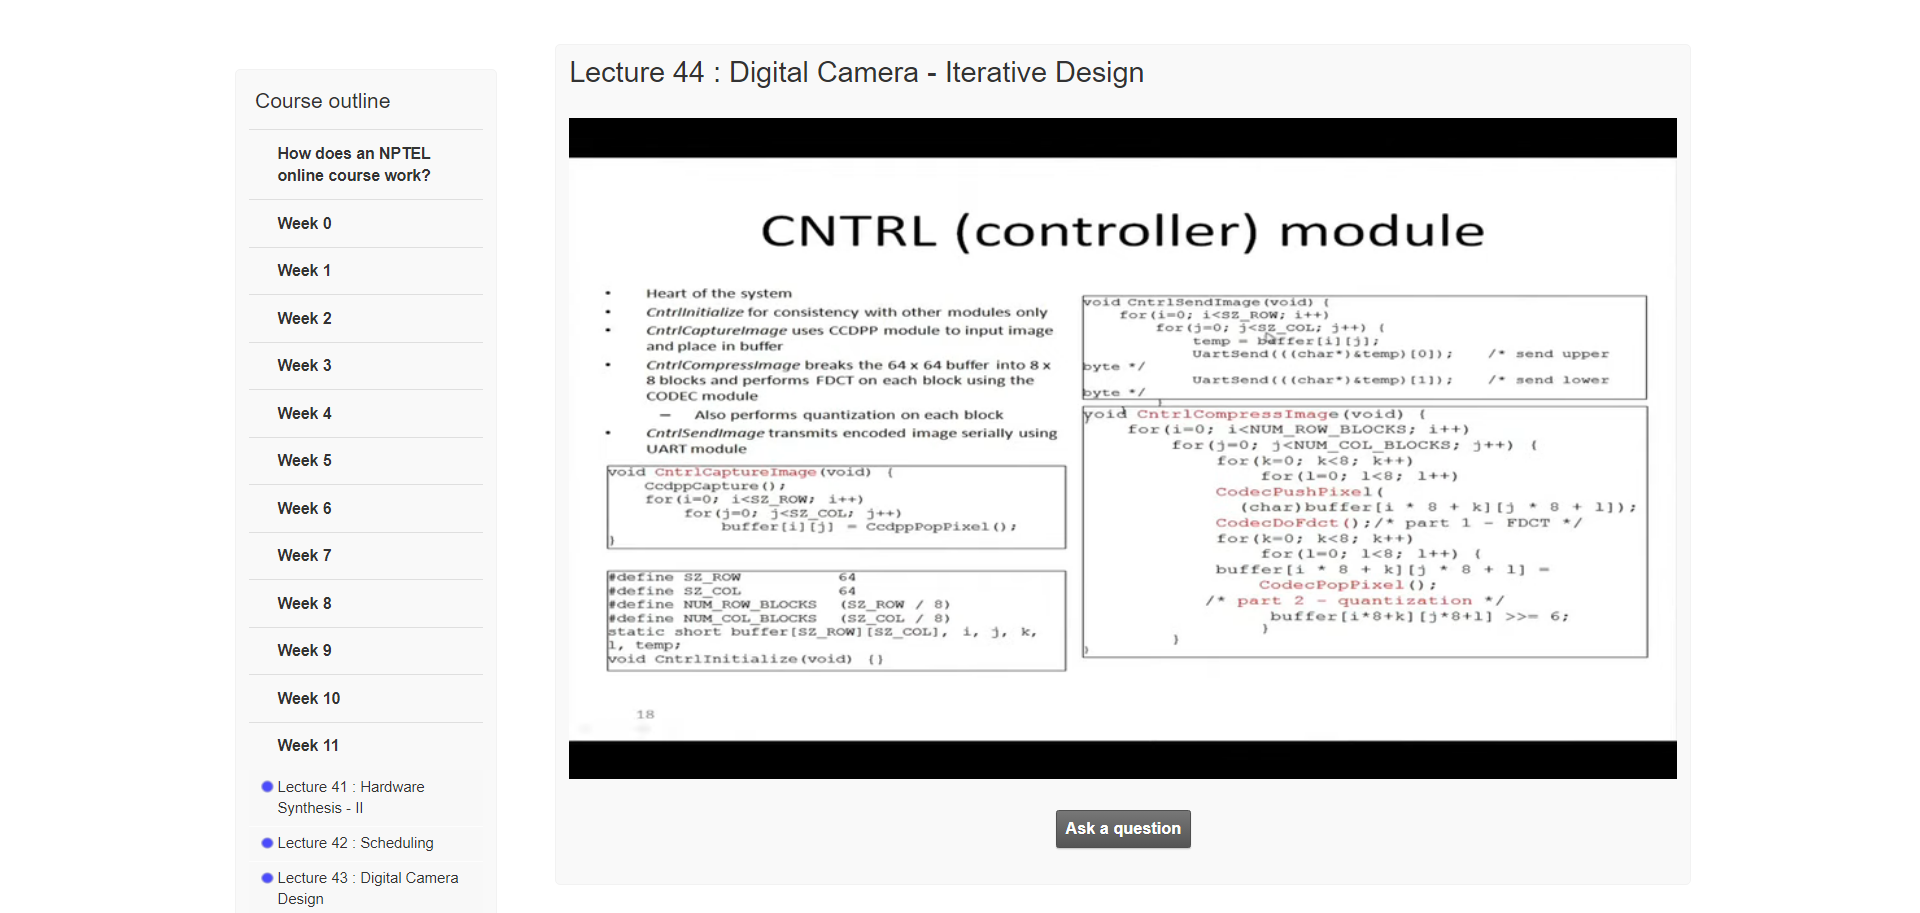 Course outline
How does an NPTEL
online course work?
Week 0
Week 1
Week 2
Week 3
Week 4
Week 5
Week 6
Week 7
Week 8
Week 9
Week 10
Week 11
Lecture 41 : Hardware
Synthesis - II
Lecture 42 : Scheduling
Lecture 43 : Digital Camera
Design
Lecture 44 : Digital Camera - Iterative Design
CNTRL (controller) module
• Heart of the system
• CntrlInitialize for consistency with other modules only
• CntrlCaptureImage uses CCDPP module to input image
and place in buffer
• CntrlCompressImage breaks the 64 x 64 buffer into 8 x
8 blocks and performs FDCT on each block using the
CODEC module
– Also performs quantization on each block
• CntrlSendImage transmits encoded image serially using
UART module
void CntrlCaptureImage(void) {
CcdppCapture();
for(i=0; i<SZ_ROW; i++)
for(j=0; j<SZ_COL; j++)
buffer[i][j] = CcdppPopPixel();
}
#define SZ_ROW 64
#define SZ_COL 64
#define NUM_ROW_BLOCKS (SZ_ROW / 8)
#define NUM_COL_BLOCKS (SZ_COL / 8)
static short buffer[SZ_ROW][SZ_COL], i, j, k,
l, temp;
void CntrlInitialize(void) {}
void CntrlSendImage(void) {
for(i=0; i<SZ_ROW; i++)
for(j=0; j<SZ_COL; j++) {
temp = buffer[i][j];
UartSend(((char*)&temp)[0]); /* send upper
byte */
UartSend(((char*)&temp)[1]); /* send lower
byte */
}
void CntrlCompressImage(void) {
for(i=0; i<NUM_ROW_BLOCKS; i++)
for(j=0; j<NUM_COL_BLOCKS; j++) {
for(k=0; k<8; k++)
for(l=0; l<8; l++)
CodecPushPixel(
(char)buffer[i * 8 + k][j * 8 + l]);
CodecDoFdct();/* part 1 - FDCT */
for(k=0; k<8; k++)
for(l=0; l<8; l++) {
buffer[i * 8 + k][j * 8 + l] =
CodecPopPixel();
/* part 2 - quantization */
buffer[i*8+k][j*8+l] >>= 6;
}
}
}
18
Ask a question